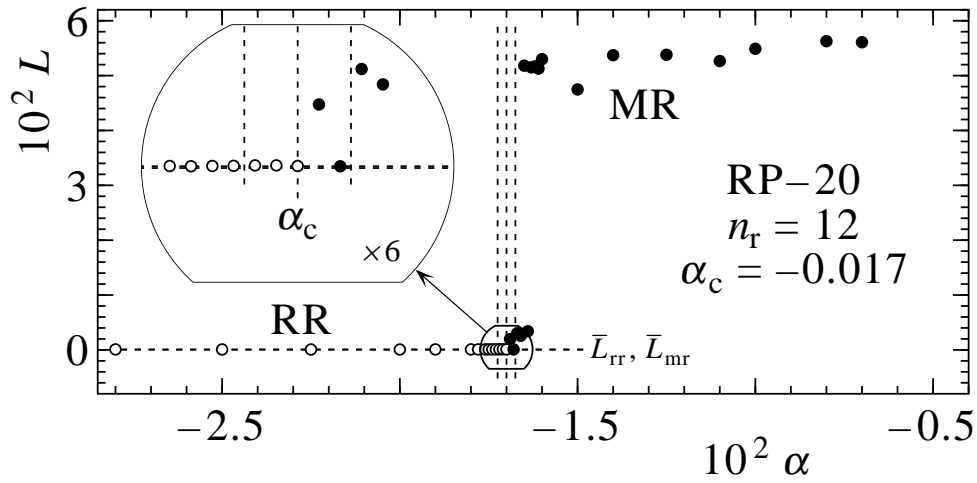 6
3
0
10² L
α_c
×6
MR
RP−20
n_r = 12
α_c = −0.017
RR
L̄_rr, L̄_mr
−2.5
−1.5
−0.5
10² α